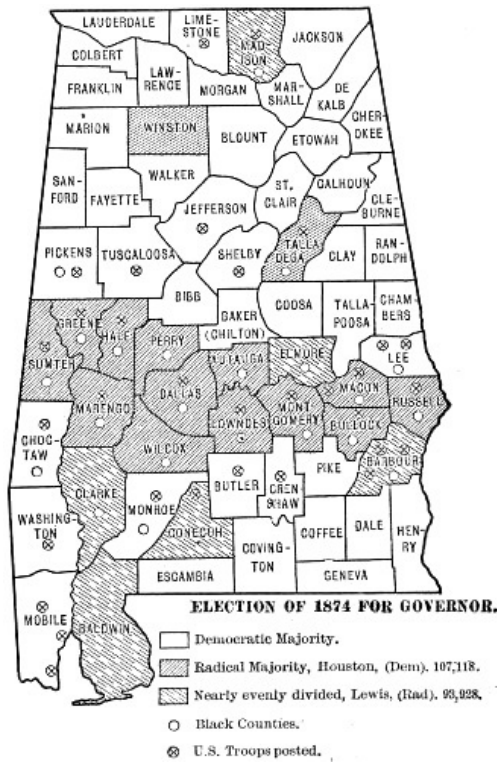 LAUDERDALE
LIME-
STONE
MAD-
ISON
JACKSON
COLBERT
LAW-
RENCE
FRANKLIN
MORGAN
MAR-
SHALL
DE
KALB
CHER-
OKEE
MARION
WINSTON
BLOUNT
ETOWAH
WALKER
SAN-
FORD
FAYETTE
ST.
CLAIR
CALHOUN
CLE-
BURNE
JEFFERSON
TALLA
DEGA
PICKENS
TUSCALOOSA
SHELBY
CLAY
RAN-
DOLPH
BIBB
COOSA
TALLA-
POOSA
CHAM-
BERS
BAKER
(CHILTON)
GREENE
HALE
PERRY
SUMTER
AUTAUGA
ELMORE
LEE
MACON
RUSSELL
MARENGO
DALLAS
LOWNDES
MONT
GOMERY
BULLOCK
CHOC-
TAW
WILCOX
BARBOUR
PIKE
BUTLER
CREN
SHAW
CLARKE
MONROE
CONECUH
WASHING-
TON
COFFEE
DALE
HEN-
RY
COVING-
TON
ESCAMBIA
GENEVA
MOBILE
BALDWIN
ELECTION OF 1874 FOR GOVERNOR.
Democratic Majority.
Radical Majority, Houston, (Dem). 107,118.
Nearly evenly divided, Lewis, (Rad). 93,928.
Black Counties.
U.S. Troops posted.